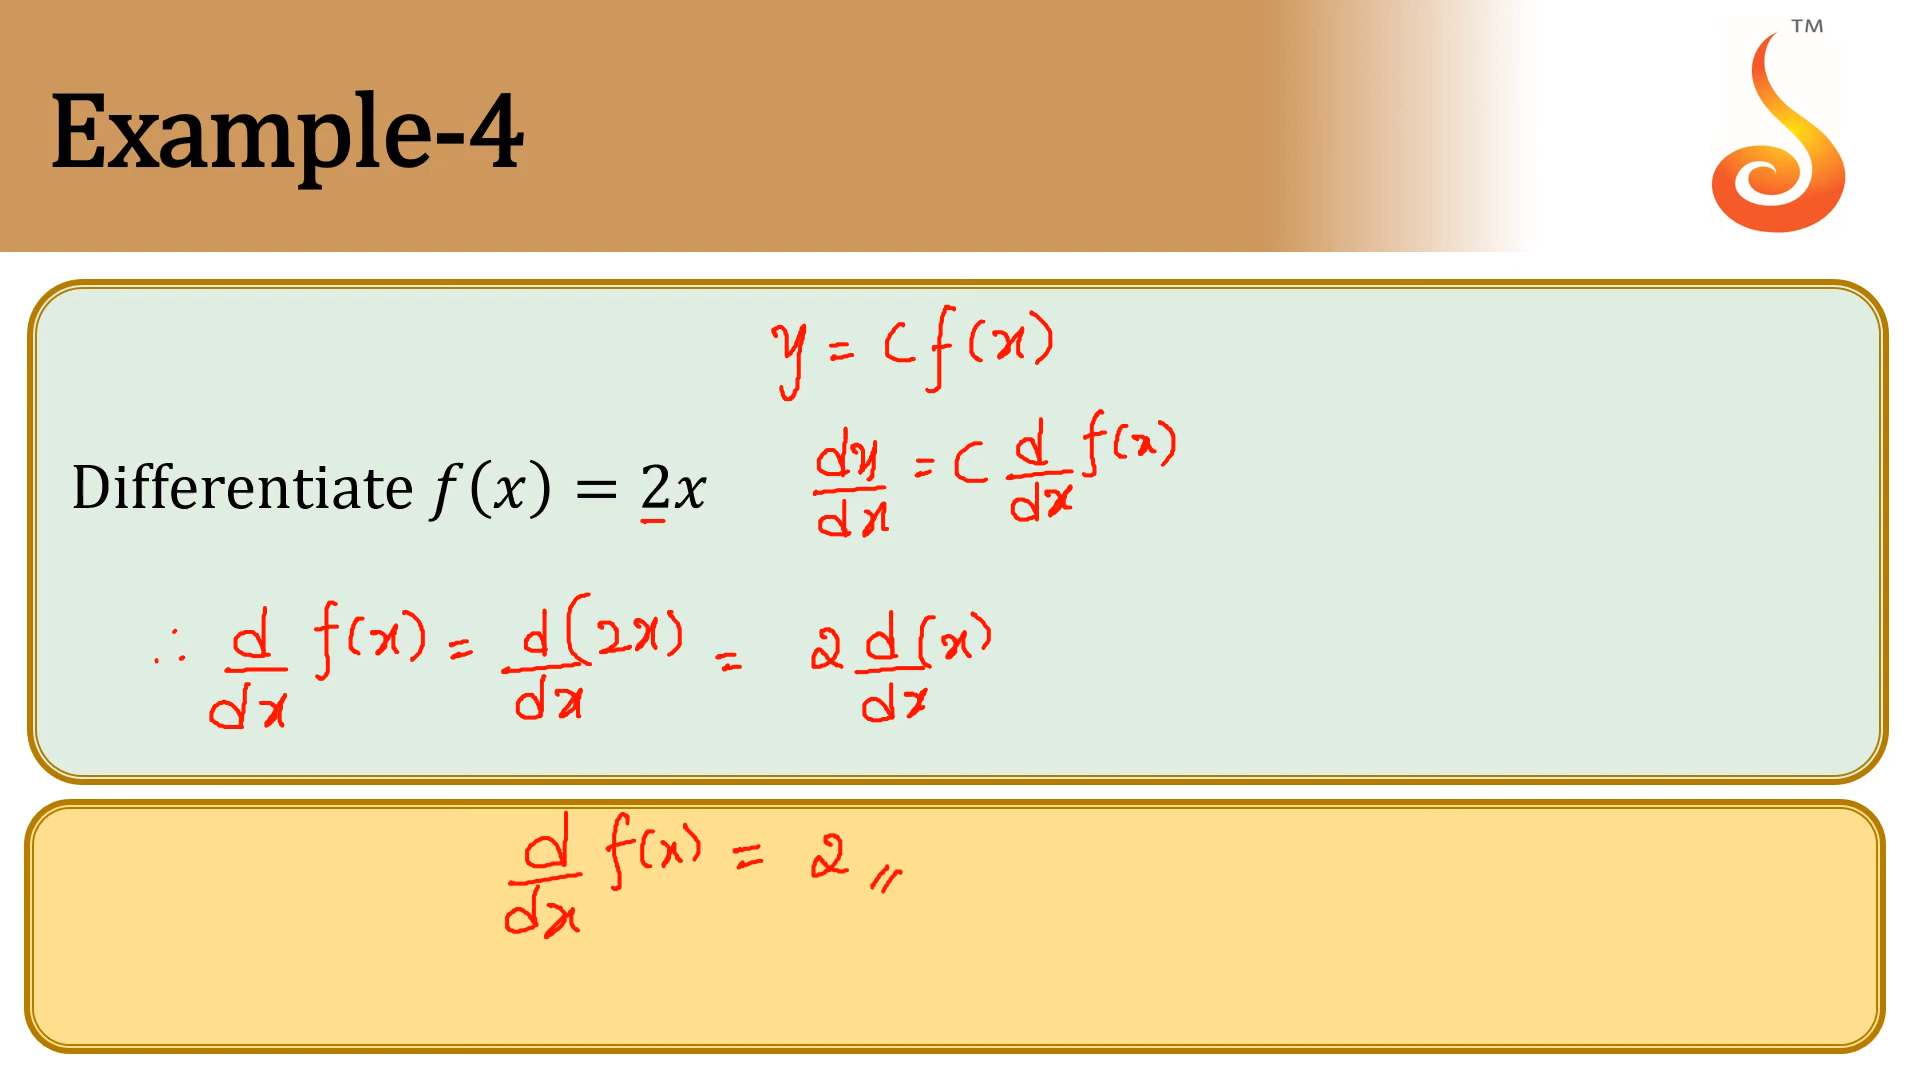 TM
Example-4
y = C f(x)
dy/dx = C d/dx f(x)
Differentiate f(x) = 2x
∴ d/dx f(x) = d(2x)/dx = 2 d(x)/dx
d/dx f(x) = 2 //